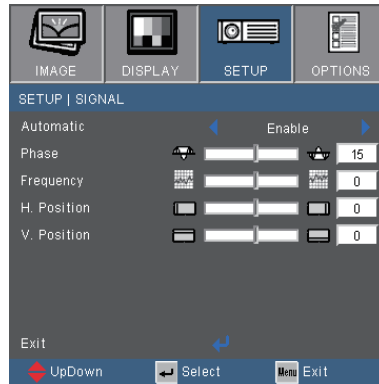 IMAGE DISPLAY SETUP OPTIONS
SETUP | SIGNAL
Automatic Enable
Phase 15
Frequency 0
H. Position 0
V. Position 0
Exit
UpDown Select Menu Exit